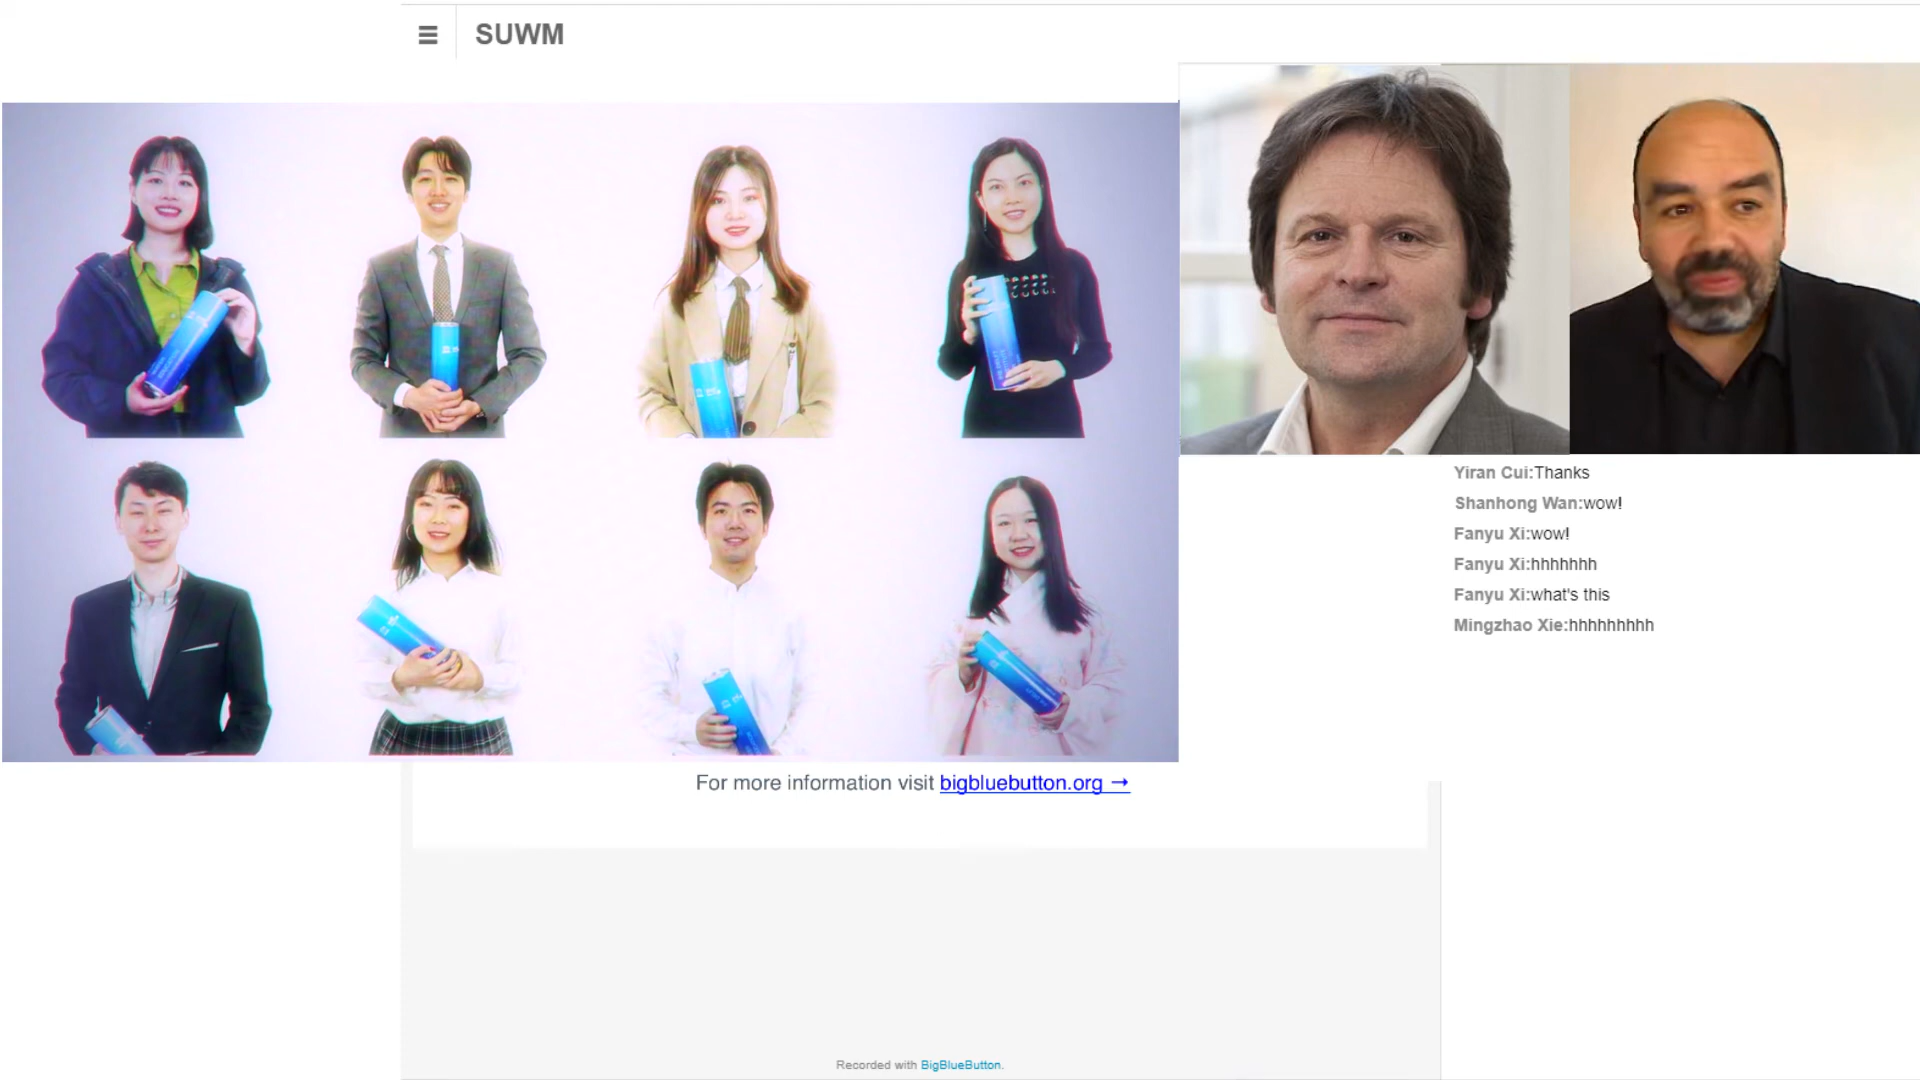 SUWM
Yiran Cui:Thanks
Shanhong Wan:wow!
Fanyu Xi:wow!
Fanyu Xi:hhhhhhh
Fanyu Xi:what's this
Mingzhao Xie:hhhhhhhhh
For more information visit bigbluebutton.org →
Recorded with BigBlueButton.